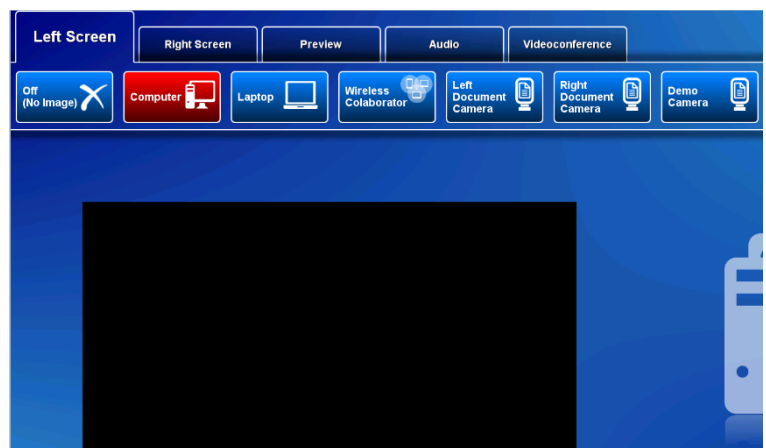 Left Screen
Right Screen
Preview
Audio
Videoconference
Off
(No Image)
Computer
Laptop
Wireless
Colaborator
Left
Document
Camera
Right
Document
Camera
Demo
Camera